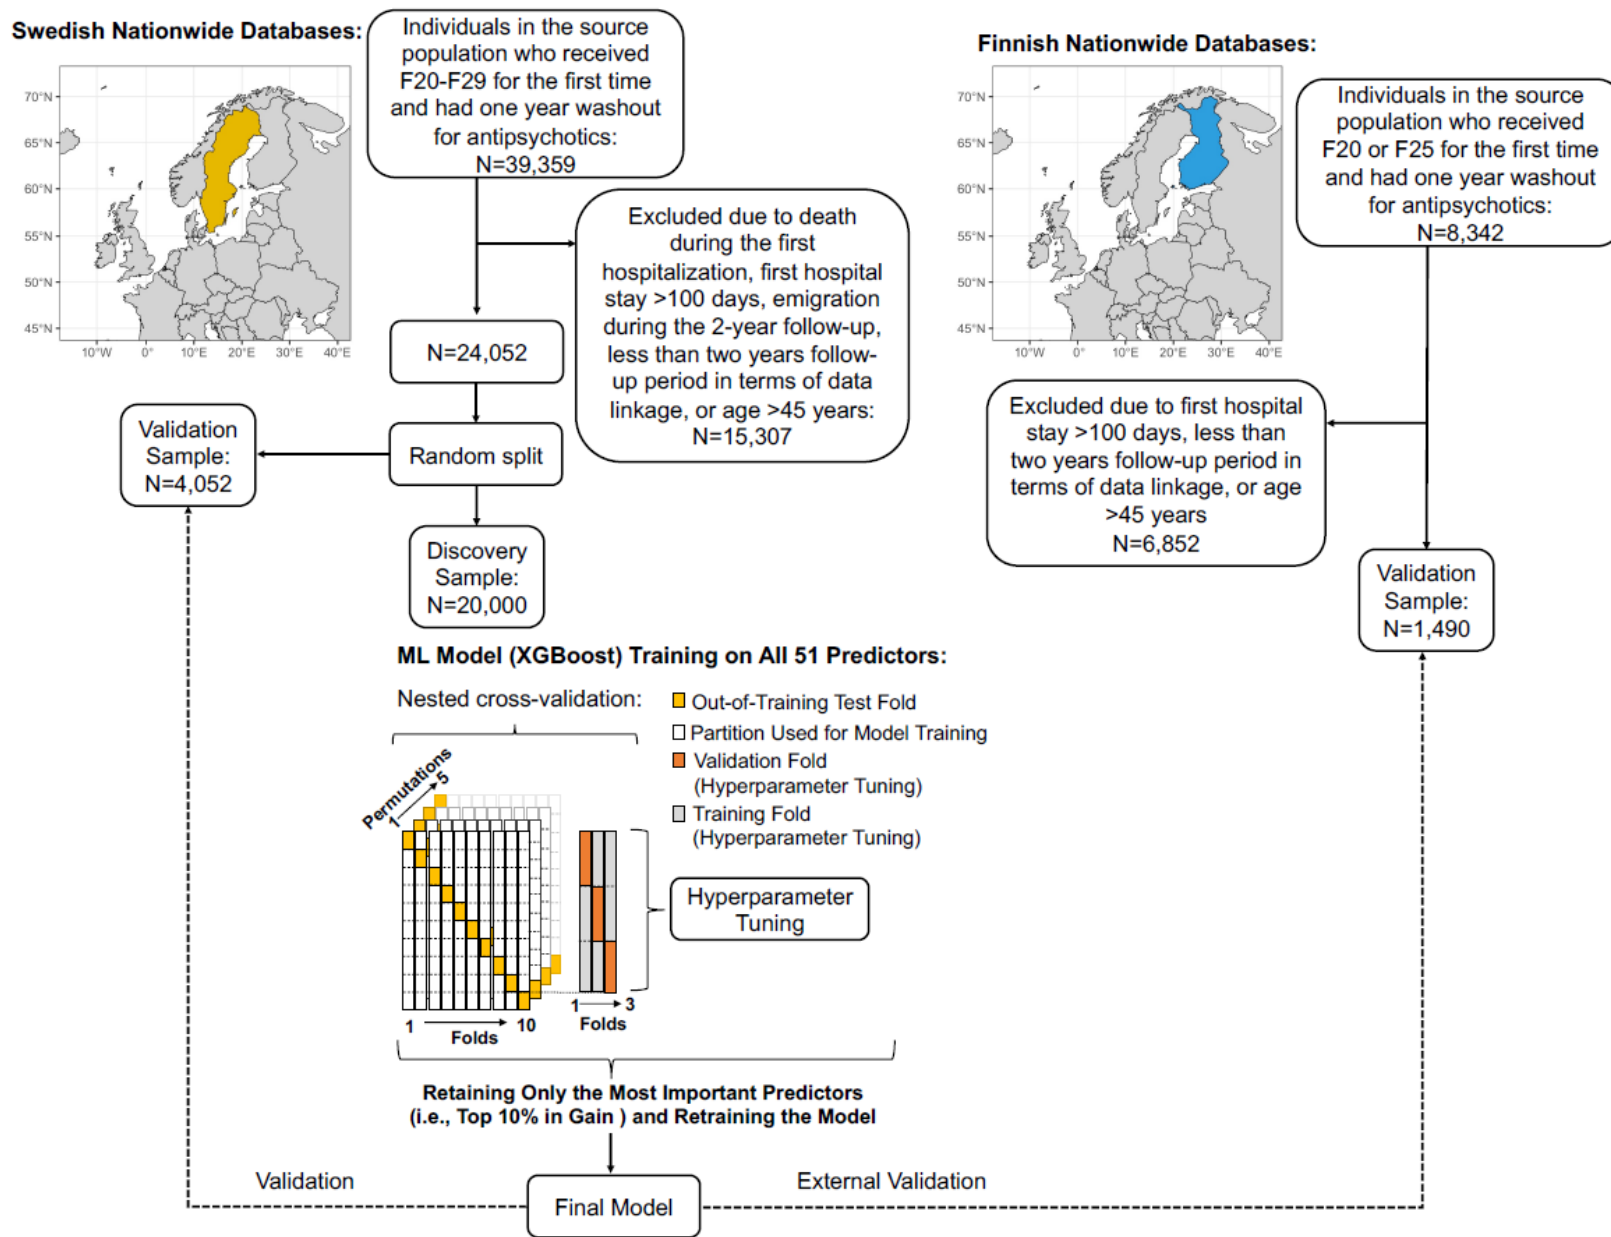 Swedish Nationwide Databases:
Individuals in the source
population who received
F20-F29 for the first time
and had one year washout
for antipsychotics:
N=39,359
70°N
65°N
60°N
55°N
50°N
45°N
10°W 0° 10°E 20°E 30°E 40°E
Excluded due to death
during the first
hospitalization, first hospital
stay >100 days, emigration
during the 2-year follow-up,
less than two years follow-
up period in terms of data
linkage, or age >45 years:
N=15,307
N=24,052
Random split
Validation
Sample:
N=4,052
Discovery
Sample:
N=20,000
Finnish Nationwide Databases:
70°N
65°N
60°N
55°N
50°N
45°N
10°W 0° 10°E 20°E 30°E 40°E
Individuals in the source
population who received
F20 or F25 for the first time
and had one year washout
for antipsychotics:
N=8,342
Excluded due to first hospital
stay >100 days, less than
two years follow-up period in
terms of data linkage, or age
>45 years
N=6,852
Validation
Sample:
N=1,490
ML Model (XGBoost) Training on All 51 Predictors:
Nested cross-validation:
Out-of-Training Test Fold
Partition Used for Model Training
Validation Fold
(Hyperparameter Tuning)
Training Fold
(Hyperparameter Tuning)
Permutations
1 5
1 10
Folds
1 3
Folds
Hyperparameter
Tuning
Retaining Only the Most Important Predictors
(i.e., Top 10% in Gain ) and Retraining the Model
Validation
Final Model
External Validation